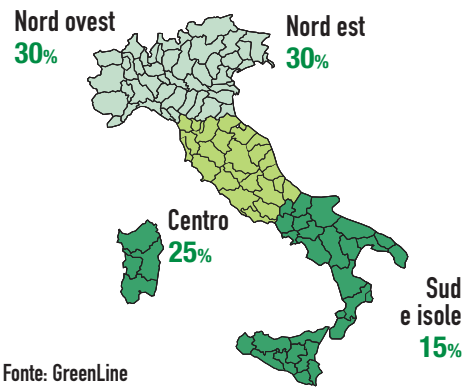 Nord ovest
30%
Nord est
30%
Centro
25%
Sud
e isole
15%
Fonte: GreenLine